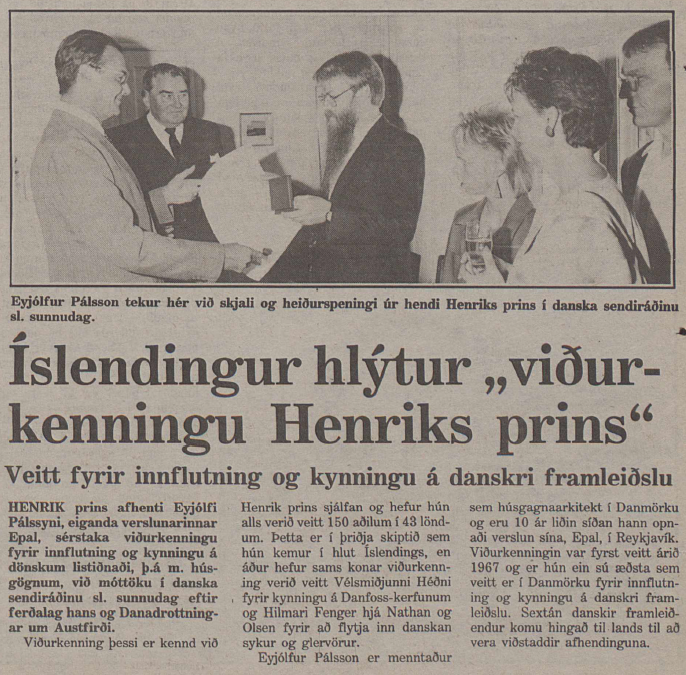 Eyjólfur Pálsson tekur hér við skjali og heiðurspeningi úr hendi Henriks prins í danska sendiráðinu
sl. sunnudag.
Íslendingur hlýtur „viður-
kenningu Henriks prins“
Veitt fyrir innflutning og kynningu á danskri framleiðslu
HENRIK prins afhenti Eyjólfi
Pálssyni, eiganda verslunarinnar
Epal, sérstaka viðurkenningu
fyrir innflutning og kynningu á
dönskum listiðnaði, þ.á m. hús-
gögnum, við móttöku í danska
sendiráðinu sl. sunnudag eftir
ferðalag hans og Danadrottning-
ar um Austfirði.
Viðurkenning þessi er kennd við
Henrik prins sjálfan og hefur hún
alls verið veitt 150 aðilum í 43 lönd-
um. Þetta er í þriðja skiptið sem
hún kemur í hlut Íslendings, en
áður hefur sams konar viðurkenn-
ing verið veitt Vélsmiðjunni Héðni
fyrir kynningu á Danfoss-kerfunum
og Hilmari Fenger hjá Nathan og
Olsen fyrir að flytja inn danskan
sykur og glervörur.
Eyjólfur Pálsson er menntaður
sem húsgagnaarkitekt í Danmörku
og eru 10 ár liðin síðan hann opn-
aði verslun sína, Epal, í Reykjavík.
Viðurkenningin var fyrst veitt árið
1967 og er hún ein sú æðsta sem
veitt er í Danmörku fyrir innflutn-
ing og kynningu á danskri fram-
leiðslu. Sextán danskir framleið-
endur komu hingað til lands til að
vera viðstaddir afhendinguna.